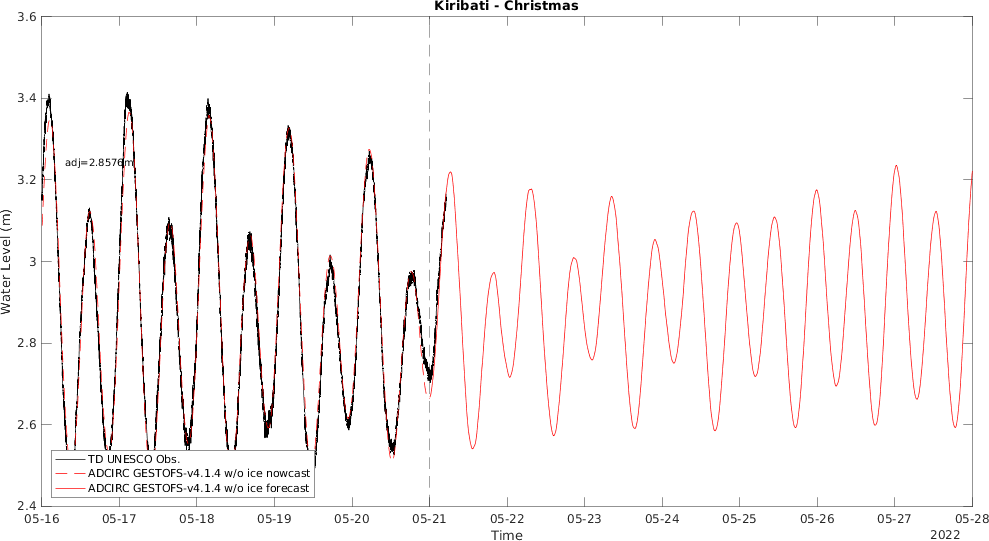 Kiribati - Christmas
3.6
3.4
3.2
3
2.8
2.6
2.4
Water Level (m)
adj=2.8576m
TD UNESCO Obs.
ADCIRC GESTOFS-v4.1.4 w/o ice nowcast
ADCIRC GESTOFS-v4.1.4 w/o ice forecast
05-16 05-17 05-18 05-19 05-20 05-21 05-22 05-23 05-24 05-25 05-26 05-27 05-28
Time
2022